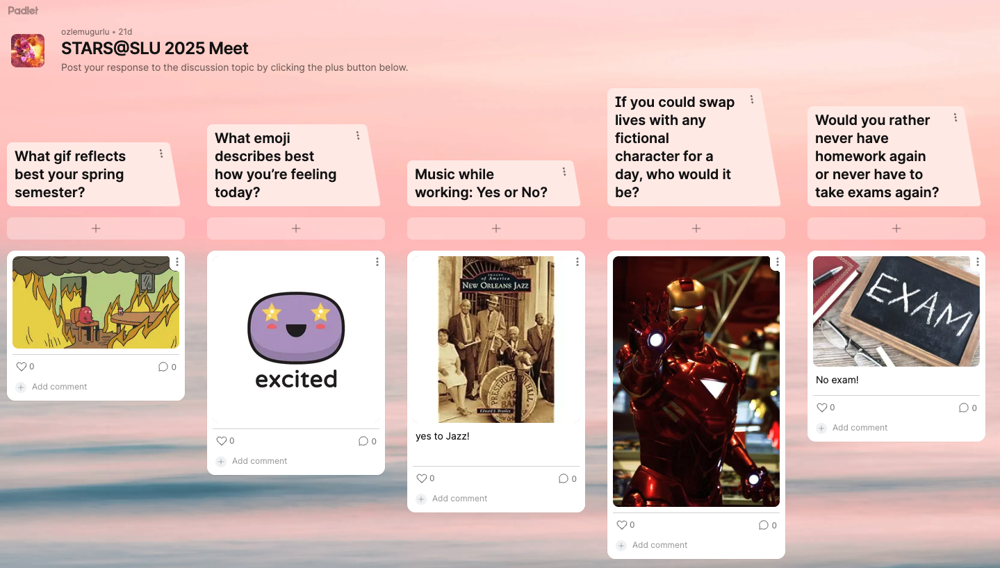 Padlet
ozlemugurlu • 21d
STARS@SLU 2025 Meet
Post your response to the discussion topic by clicking the plus button below.
What gif reflects
best your spring
semester?
0
0
Add comment
What emoji
describes best
how you’re feeling
today?
excited
0
0
Add comment
Music while
working: Yes or No?
IMAGES
of America
NEW ORLEANS JAZZ
PRESERVATION HALL
JAZZ
BAND
New Orleans
Edward J. Branley
yes to Jazz!
0
0
Add comment
If you could swap
lives with any
fictional
character for a
day, who would it
be?
0
0
Add comment
Would you rather
never have
homework again
or never have to
take exams again?
EXAM
No exam!
0
0
Add comment